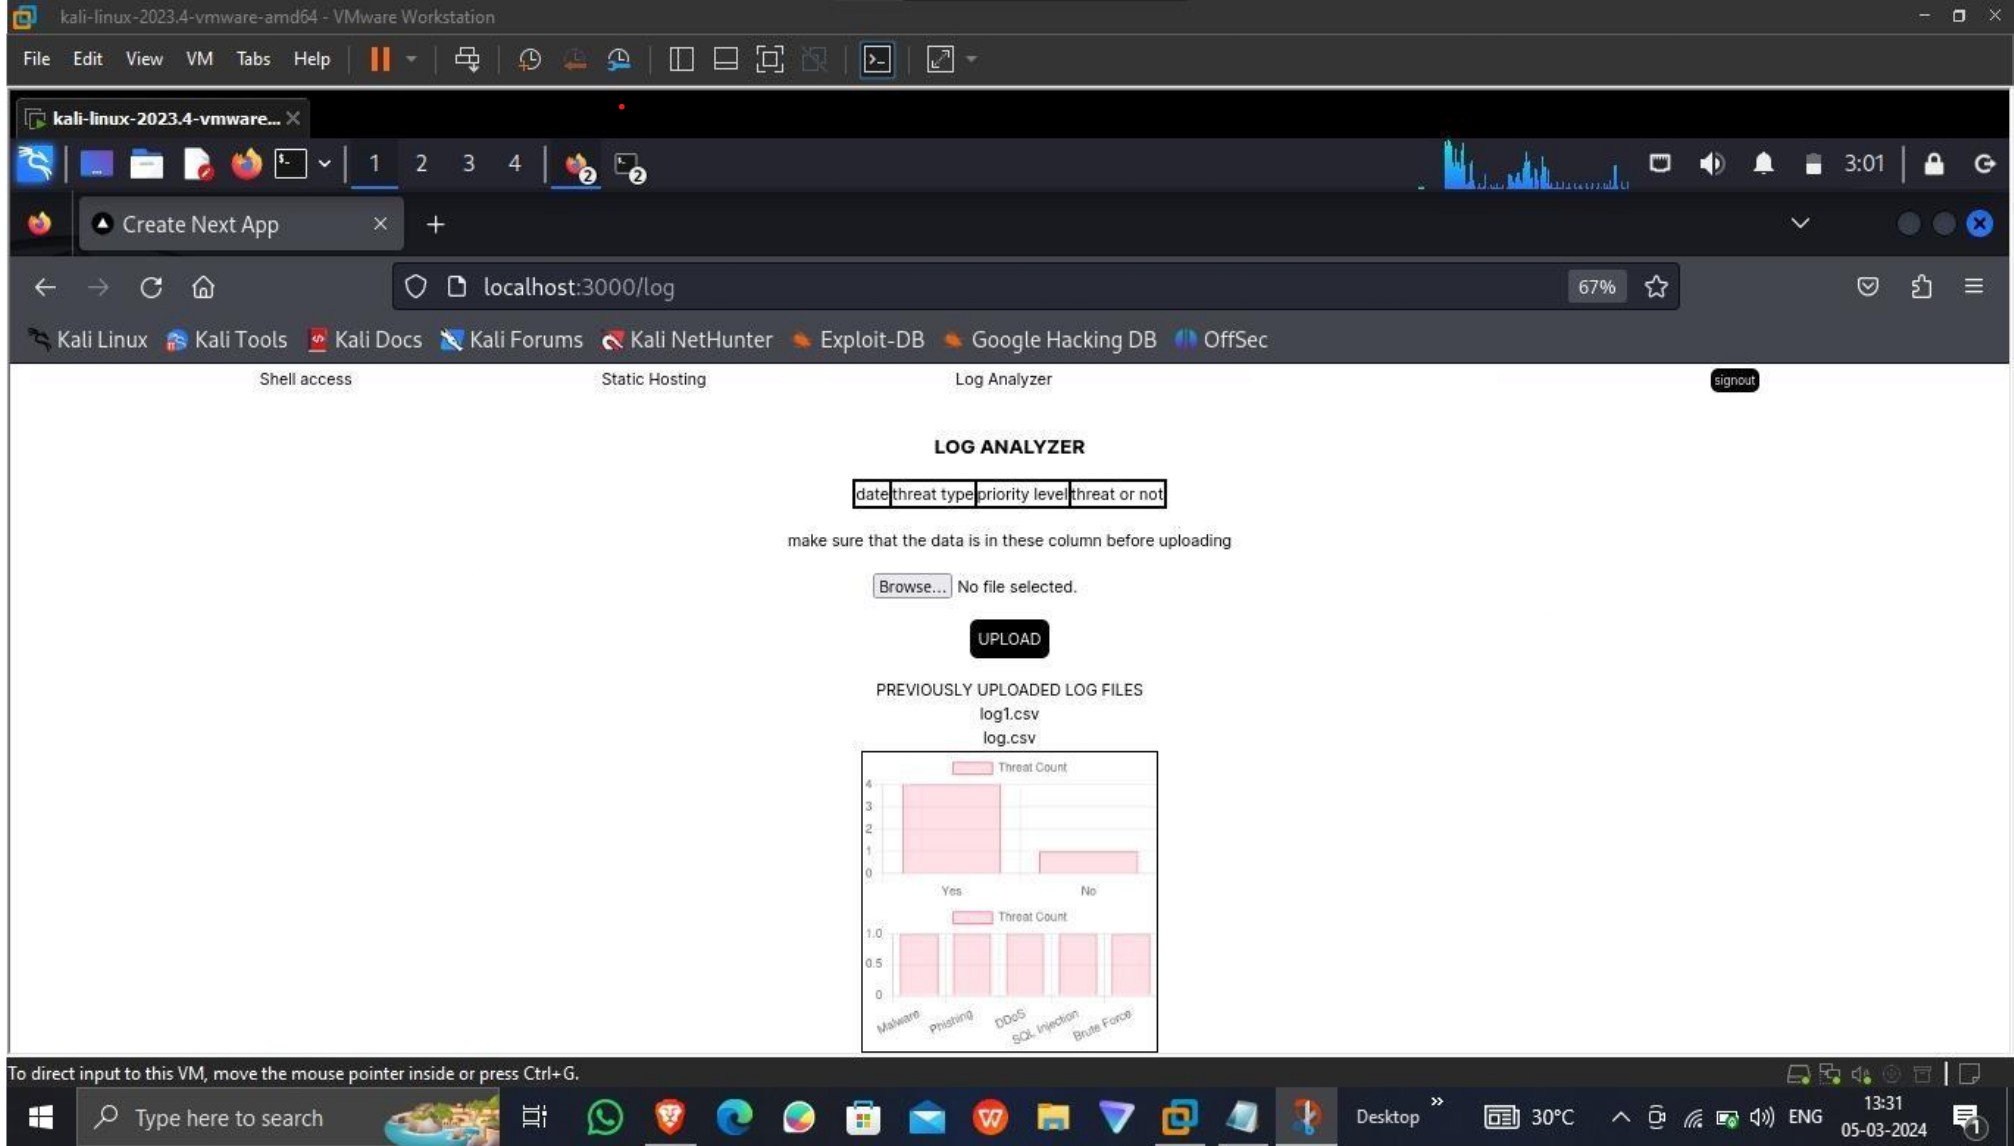 kali-linux-2023.4-vmware-amd64 - VMware Workstation
File Edit View VM Tabs Help
kali-linux-2023.4-vmware...
1 2 3 4 2 2 3:01
Create Next App
localhost:3000/log 67%
Kali Linux Kali Tools Kali Docs Kali Forums Kali NetHunter Exploit-DB Google Hacking DB OffSec
Shell access Static Hosting Log Analyzer signout
LOG ANALYZER
date threat type priority level threat or not
make sure that the data is in these column before uploading
Browse... No file selected.
UPLOAD
PREVIOUSLY UPLOADED LOG FILES
log1.csv
log.csv
Threat Count
4
3
2
1
0
Yes No
Threat Count
1.0
0.5
0
Malware Phishing DDoS SQL Injection Brute Force
To direct input to this VM, move the mouse pointer inside or press Ctrl+G.
Type here to search Desktop 30°C ENG 13:31
05-03-2024 1